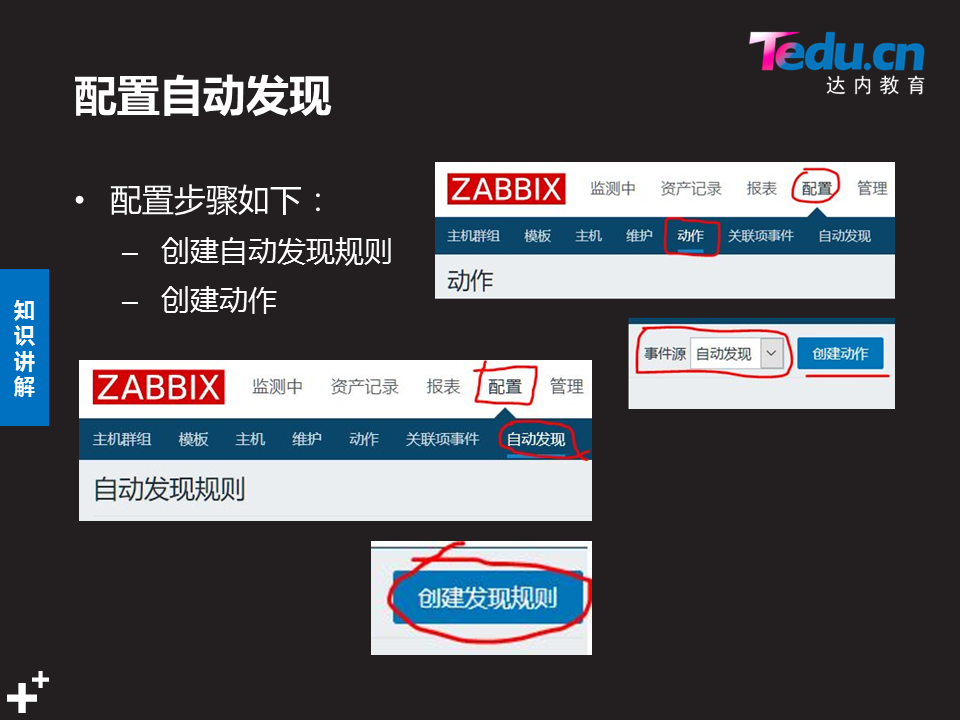 Tedu.cn
达内教育
配置自动发现
• 配置步骤如下：
– 创建自动发现规则
– 创建动作
知识讲解
ZABBIX 监测中 资产记录 报表 配置 管理
主机群组 模板 主机 维护 动作 关联项事件 自动发现
动作
事件源 自动发现 创建动作
ZABBIX 监测中 资产记录 报表 配置 管理
主机群组 模板 主机 维护 动作 关联项事件 自动发现
自动发现规则
创建发现规则